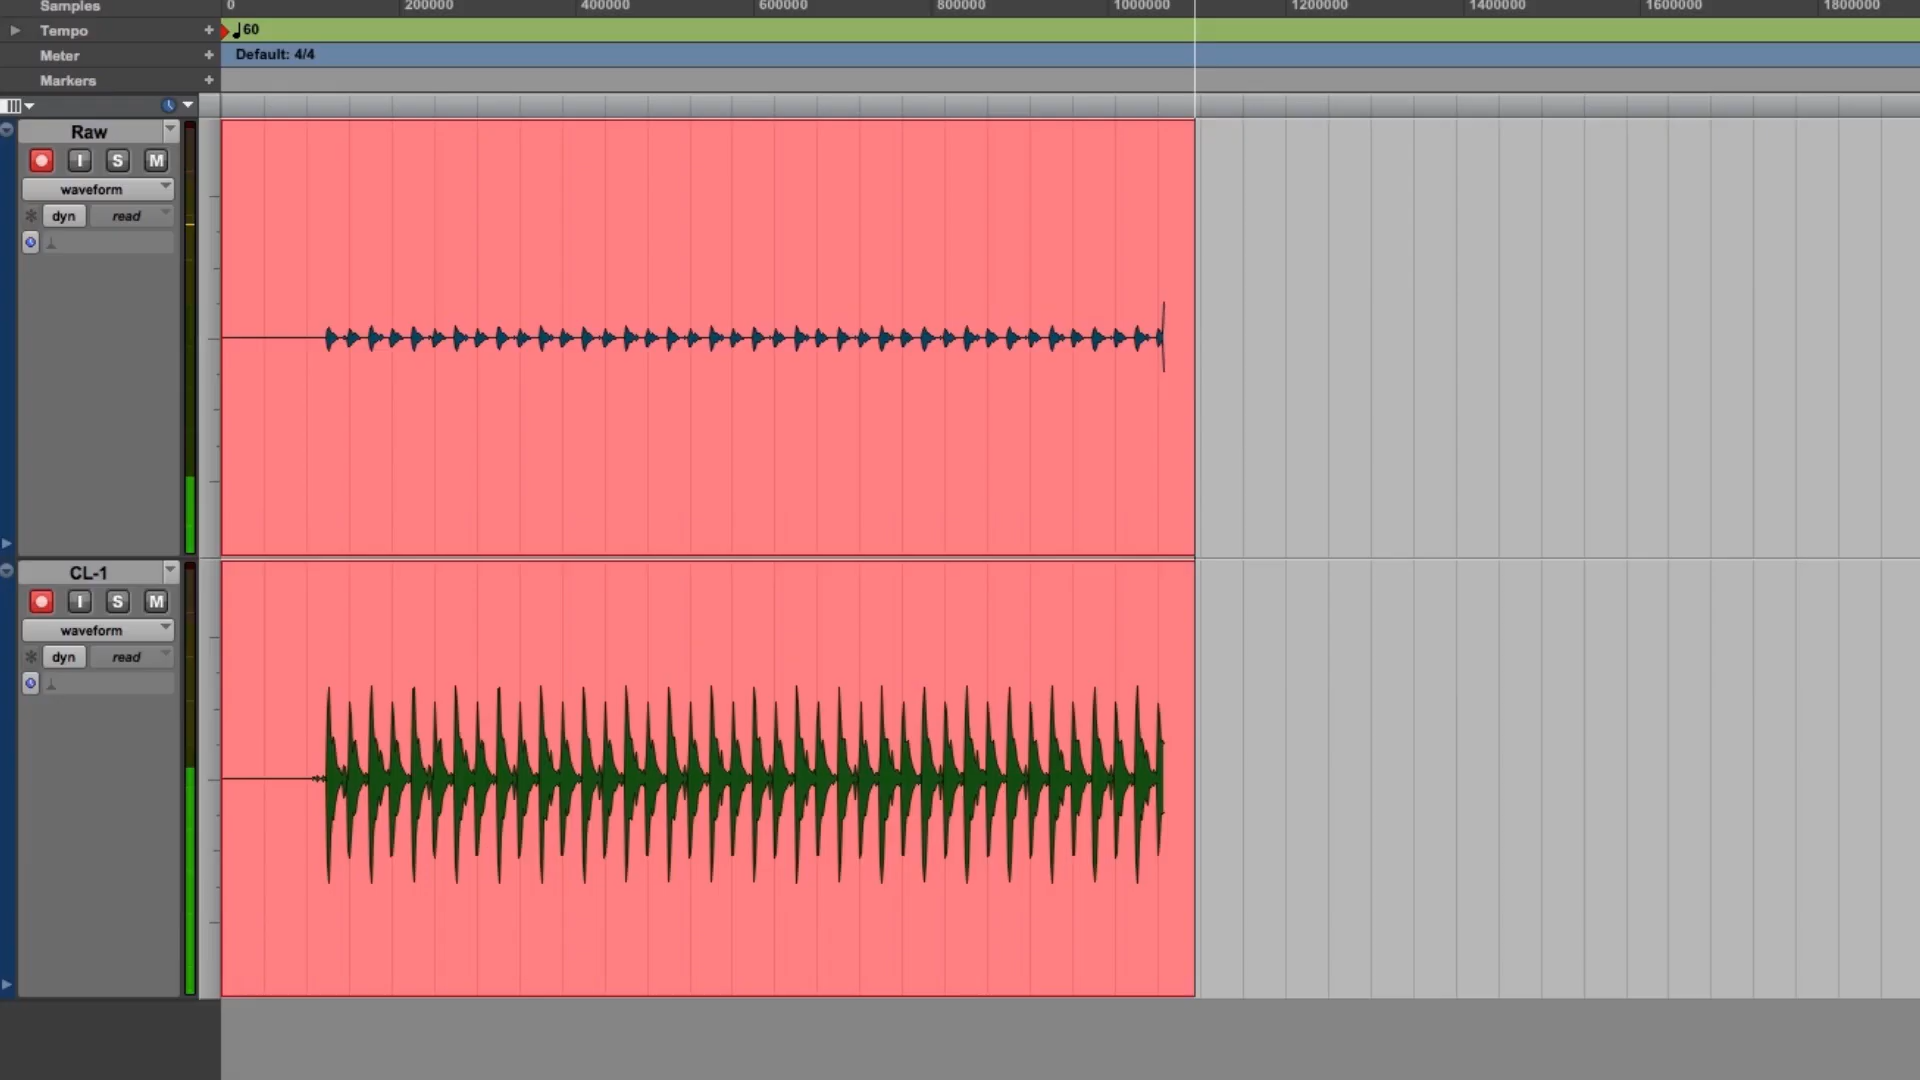 Samples 0 200000 400000 600000 800000 1000000 1200000 1400000 1600000 1800000
Tempo + 60
Meter + Default: 4/4
Markers +
Raw
I S M
waveform
dyn read
CL-1
I S M
waveform
dyn read